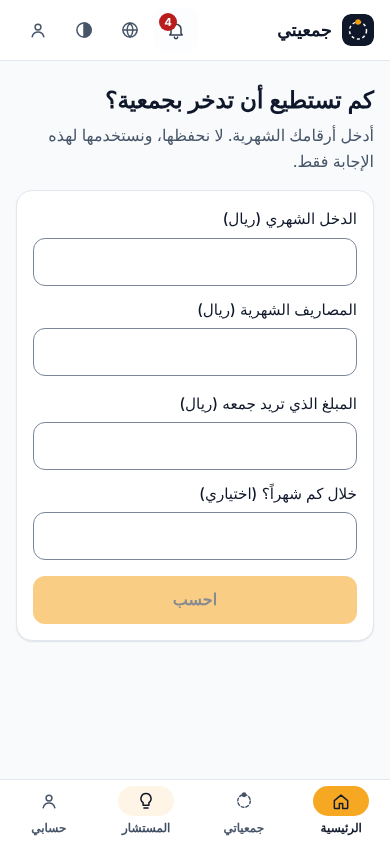 جمعيتي
4
كم تستطيع أن تدخر بجمعية؟
أدخل أرقامك الشهرية. لا نحفظها، ونستخدمها لهذه
الإجابة فقط.
الدخل الشهري (ريال)
المصاريف الشهرية (ريال)
المبلغ الذي تريد جمعه (ريال)
خلال كم شهراً؟ (اختياري)
احسب
الرئيسية
جمعياتي
المستشار
حسابي